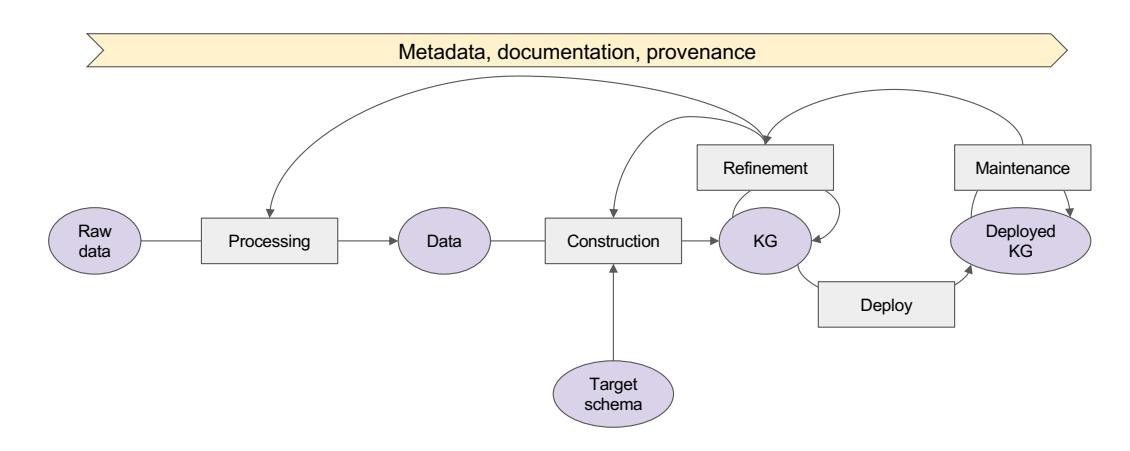 Metadata, documentation, provenance
Refinement
Maintenance
Raw
data
Processing
Data
Construction
KG
Deployed
KG
Deploy
Target
schema